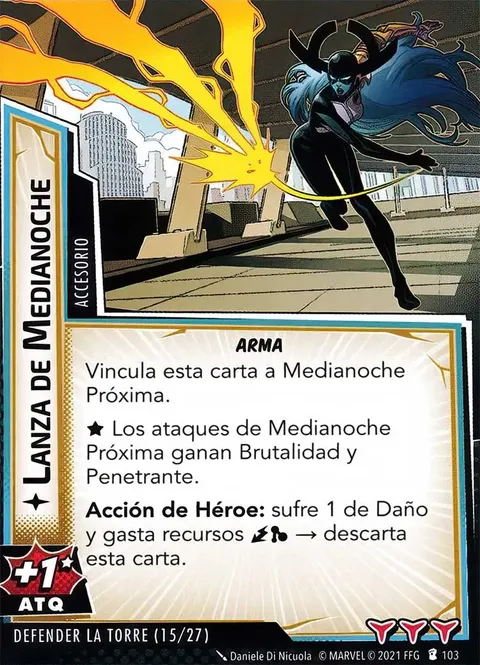 LANZA DE MEDIANOCHE
ACCESORIO
ARMA
Vincula esta carta a Medianoche
Próxima.
★ Los ataques de Medianoche
Próxima ganan Brutalidad y
Penetrante.
Acción de Héroe: sufre 1 de Daño
y gasta recursos → descarta
esta carta.
+1★
ATQ
DEFENDER LA TORRE (15/27)
Daniele Di Nicuola © MARVEL © 2021 FFG 103